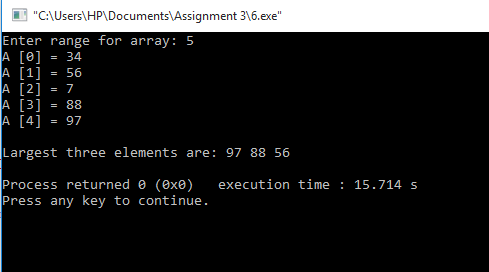 "C:\Users\HP\Documents\Assignment 3\6.exe"
Enter range for array: 5
A [0] = 34
A [1] = 56
A [2] = 7
A [3] = 88
A [4] = 97
Largest three elements are: 97 88 56
Process returned 0 (0x0)   execution time : 15.714 s
Press any key to continue.